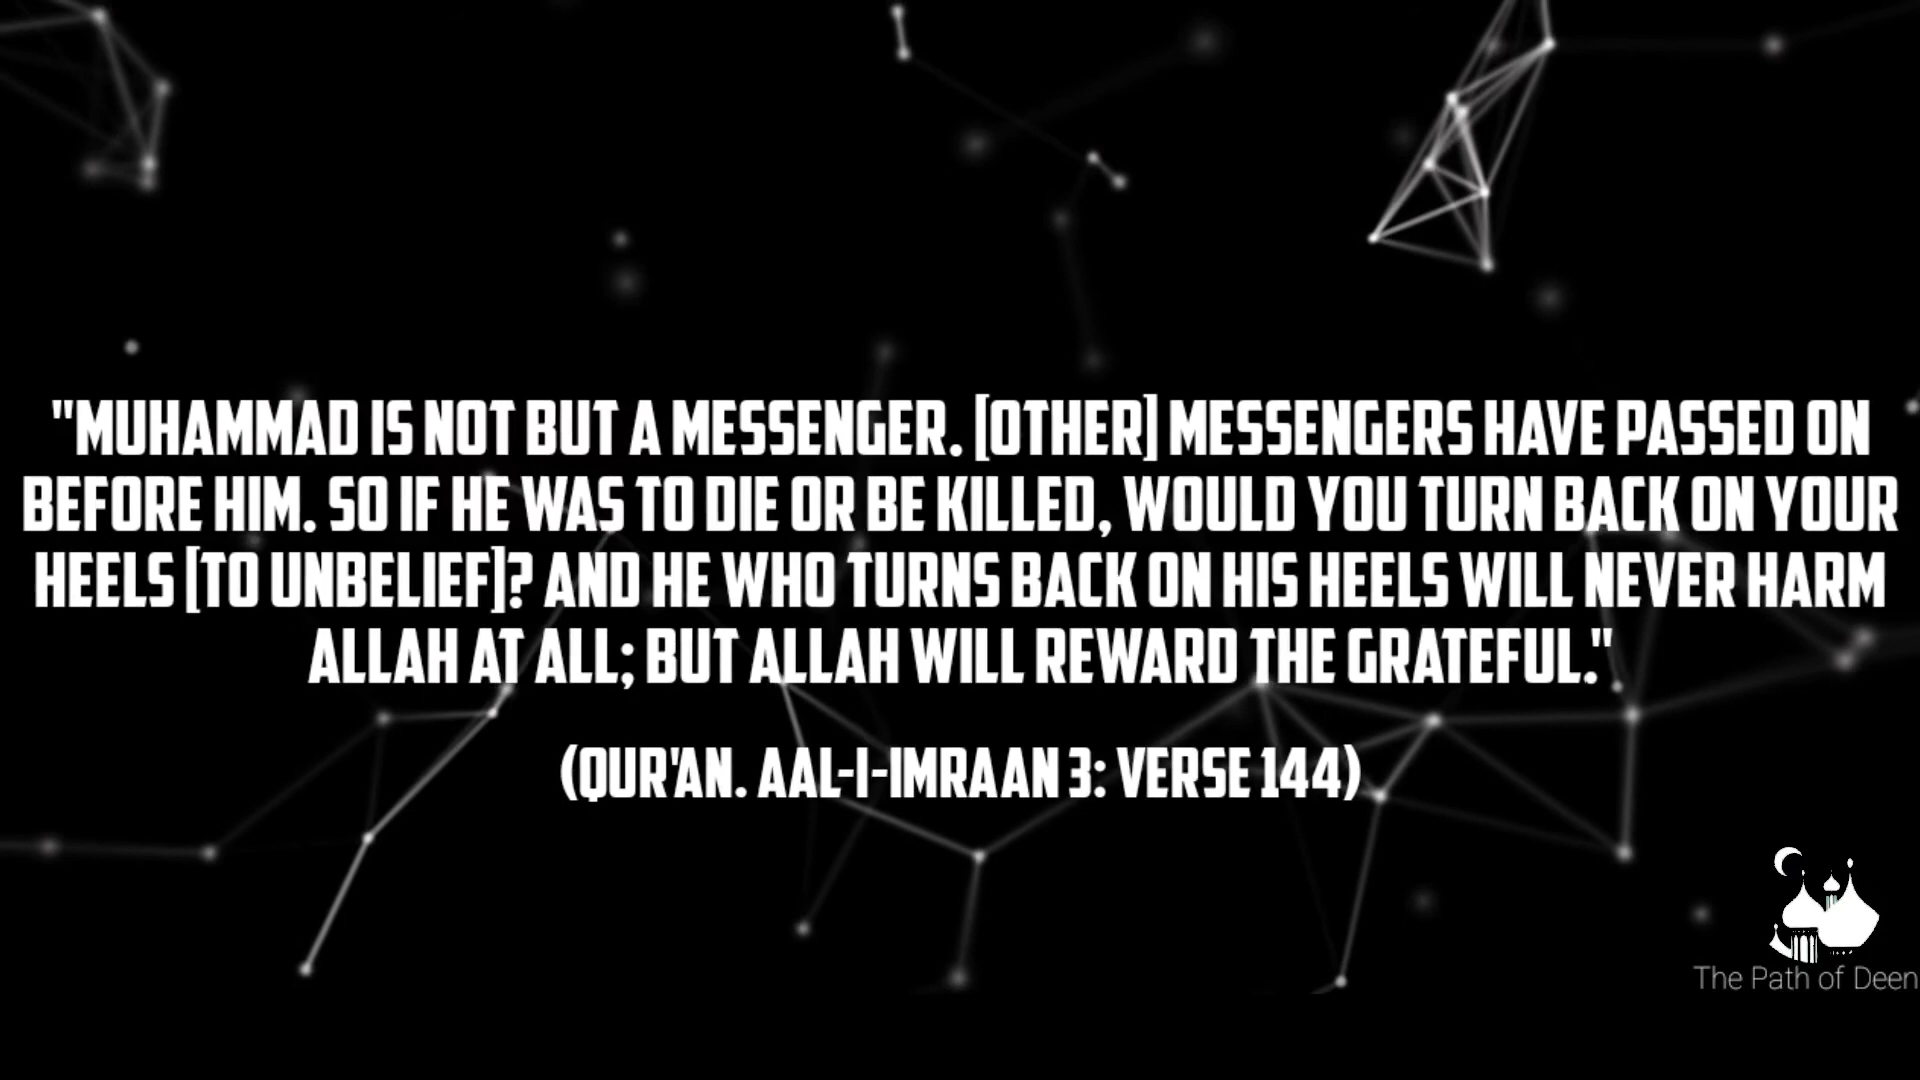 "MUHAMMAD IS NOT BUT A MESSENGER. [OTHER] MESSENGERS HAVE PASSED ON
BEFORE HIM. SO IF HE WAS TO DIE OR BE KILLED, WOULD YOU TURN BACK ON YOUR
HEELS [TO UNBELIEF]? AND HE WHO TURNS BACK ON HIS HEELS WILL NEVER HARM
ALLAH AT ALL; BUT ALLAH WILL REWARD THE GRATEFUL."
(QUR'AN. AAL-I-IMRAAN 3: VERSE 144)
The Path of Deen